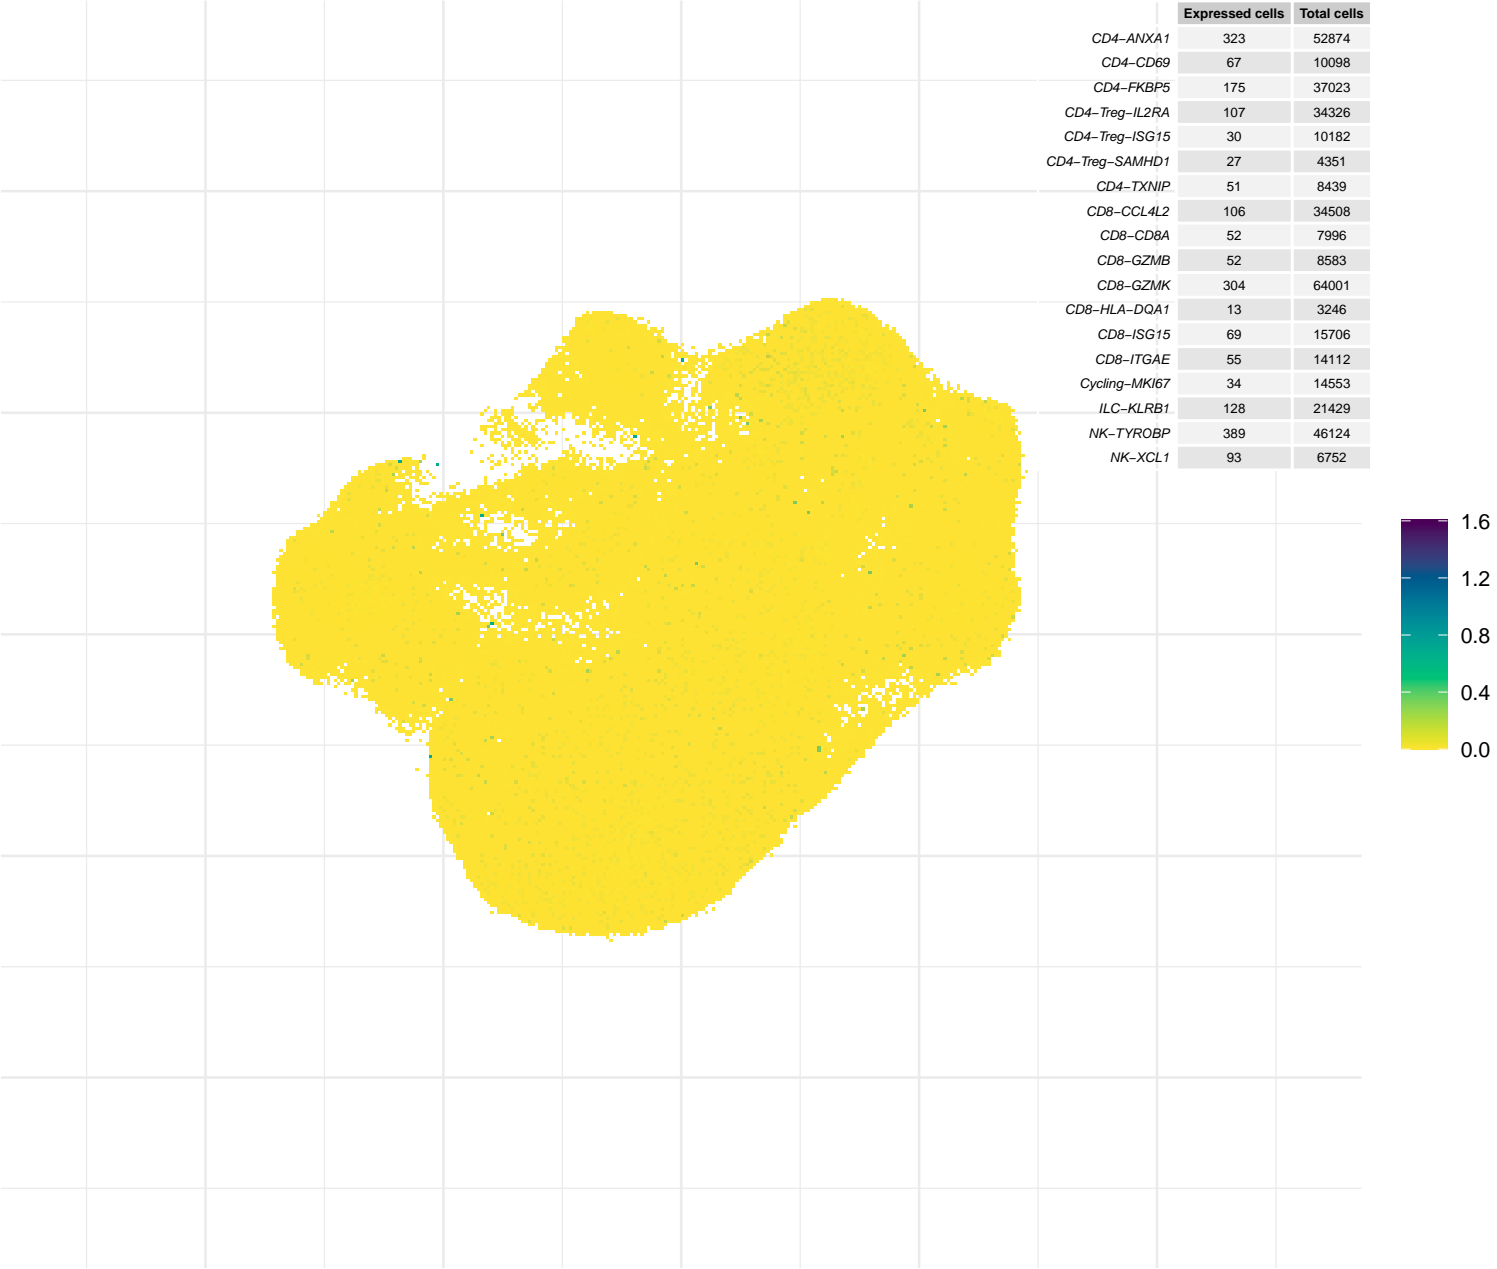 Expressed cells Total cells
CD4−ANXA1 323 52874
CD4−CD69 67 10098
CD4−FKBP5 175 37023
CD4−Treg−IL2RA 107 34326
CD4−Treg−ISG15 30 10182
CD4−Treg−SAMHD1 27 4351
CD4−TXNIP 51 8439
CD8−CCL4L2 106 34508
CD8−CD8A 52 7996
CD8−GZMB 52 8583
CD8−GZMK 304 64001
CD8−HLA−DQA1 13 3246
CD8−ISG15 69 15706
CD8−ITGAE 55 14112
Cycling−MKI67 34 14553
ILC−KLRB1 128 21429
NK−TYROBP 389 46124
NK−XCL1 93 6752
1.6
1.2
0.8
0.4
0.0